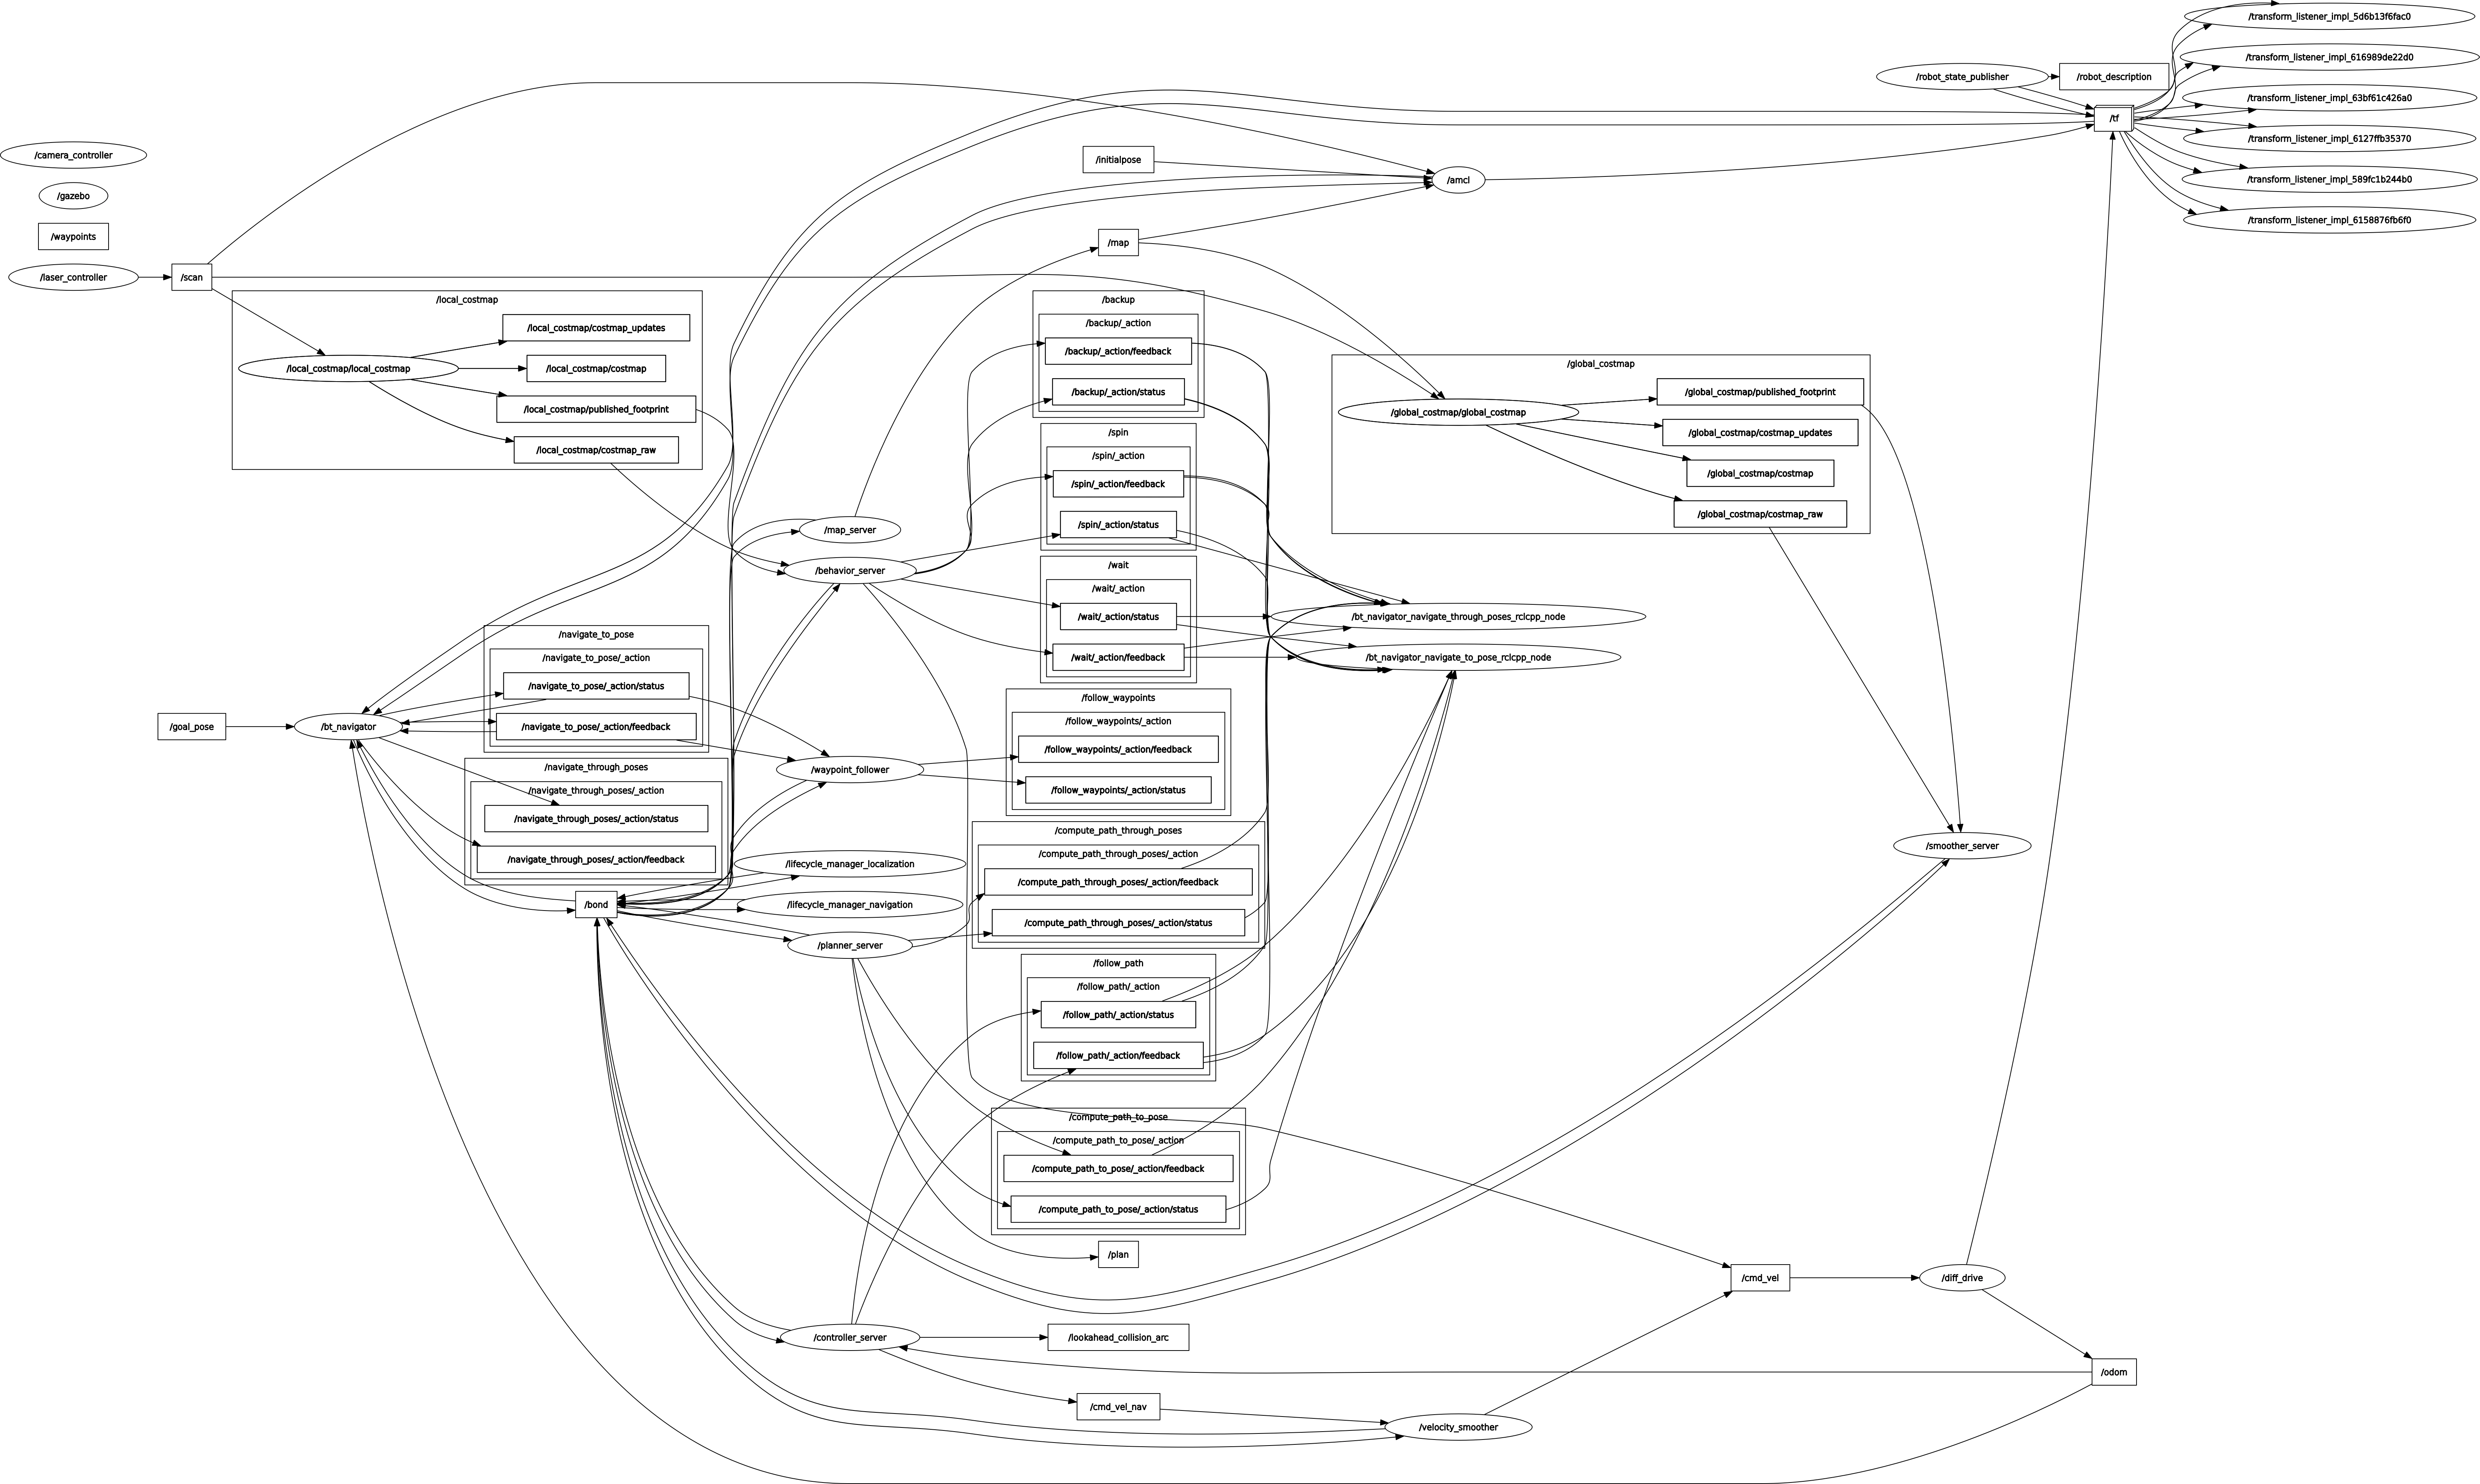 /camera_controller
/gazebo
/waypoints
/laser_controller
/scan
/local_costmap
/local_costmap/costmap_updates
/local_costmap/local_costmap
/local_costmap/costmap
/local_costmap/published_footprint
/local_costmap/costmap_raw
/goal_pose
/bt_navigator
/navigate_to_pose
/navigate_to_pose/_action
/navigate_to_pose/_action/status
/navigate_to_pose/_action/feedback
/navigate_through_poses
/navigate_through_poses/_action
/navigate_through_poses/_action/status
/navigate_through_poses/_action/feedback
/bond
/map_server
/behavior_server
/waypoint_follower
/lifecycle_manager_localization
/lifecycle_manager_navigation
/planner_server
/controller_server
/initialpose
/map
/backup
/backup/_action
/backup/_action/feedback
/backup/_action/status
/spin
/spin/_action
/spin/_action/feedback
/spin/_action/status
/wait
/wait/_action
/wait/_action/status
/wait/_action/feedback
/follow_waypoints
/follow_waypoints/_action
/follow_waypoints/_action/feedback
/follow_waypoints/_action/status
/compute_path_through_poses
/compute_path_through_poses/_action
/compute_path_through_poses/_action/feedback
/compute_path_through_poses/_action/status
/follow_path
/follow_path/_action
/follow_path/_action/status
/follow_path/_action/feedback
/compute_path_to_pose
/compute_path_to_pose/_action
/compute_path_to_pose/_action/feedback
/compute_path_to_pose/_action/status
/plan
/lookahead_collision_arc
/cmd_vel_nav
/amcl
/global_costmap
/global_costmap/published_footprint
/global_costmap/global_costmap
/global_costmap/costmap_updates
/global_costmap/costmap
/global_costmap/costmap_raw
/bt_navigator_navigate_through_poses_rclcpp_node
/bt_navigator_navigate_to_pose_rclcpp_node
/velocity_smoother
/cmd_vel
/robot_state_publisher
/smoother_server
/diff_drive
/robot_description
/tf
/odom
/transform_listener_impl_5d6b13f6fac0
/transform_listener_impl_616989de22d0
/transform_listener_impl_63bf61c426a0
/transform_listener_impl_6127ffb35370
/transform_listener_impl_589fc1b244b0
/transform_listener_impl_6158876fb6f0